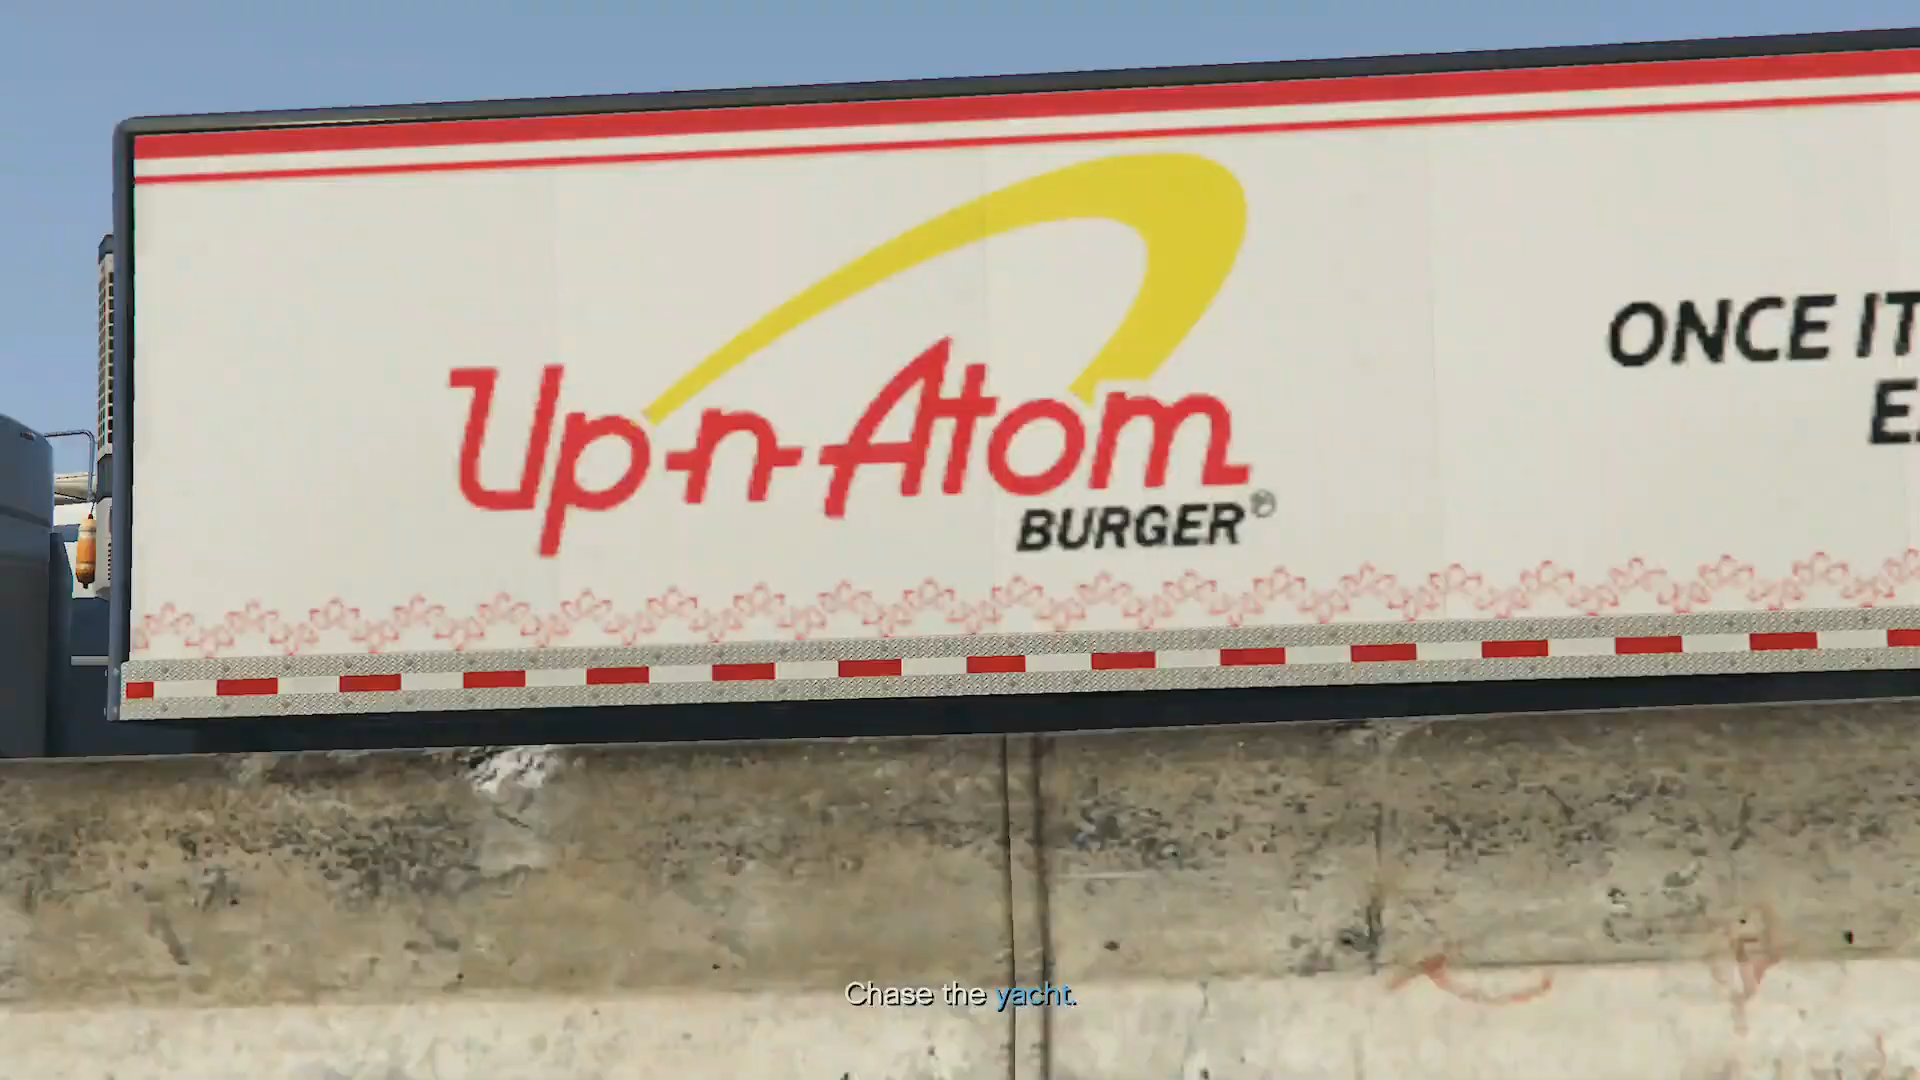 Up-n-Atom
BURGER®
ONCE IT
E
Chase the yacht.